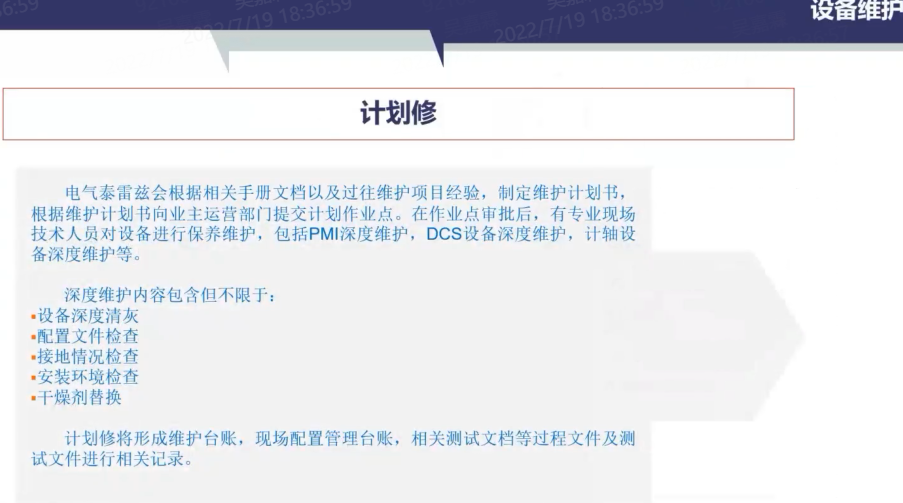 2022/7/19 18:36:59
2022/7/19 18:36:59
设备维护
计划修
电气泰雷兹会根据相关手册文档以及过往维护项目经验，制定维护计划书，
根据维护计划书向业主运营部门提交计划作业点。在作业点审批后，有专业现场
技术人员对设备进行保养维护，包括PMI深度维护，DCS设备深度维护，计轴设
备深度维护等。
深度维护内容包含但不限于：
▪设备深度清灰
▪配置文件检查
▪接地情况检查
▪安装环境检查
▪干燥剂替换
计划修将形成维护台账，现场配置管理台账，相关测试文档等过程文件及测
试文件进行相关记录。